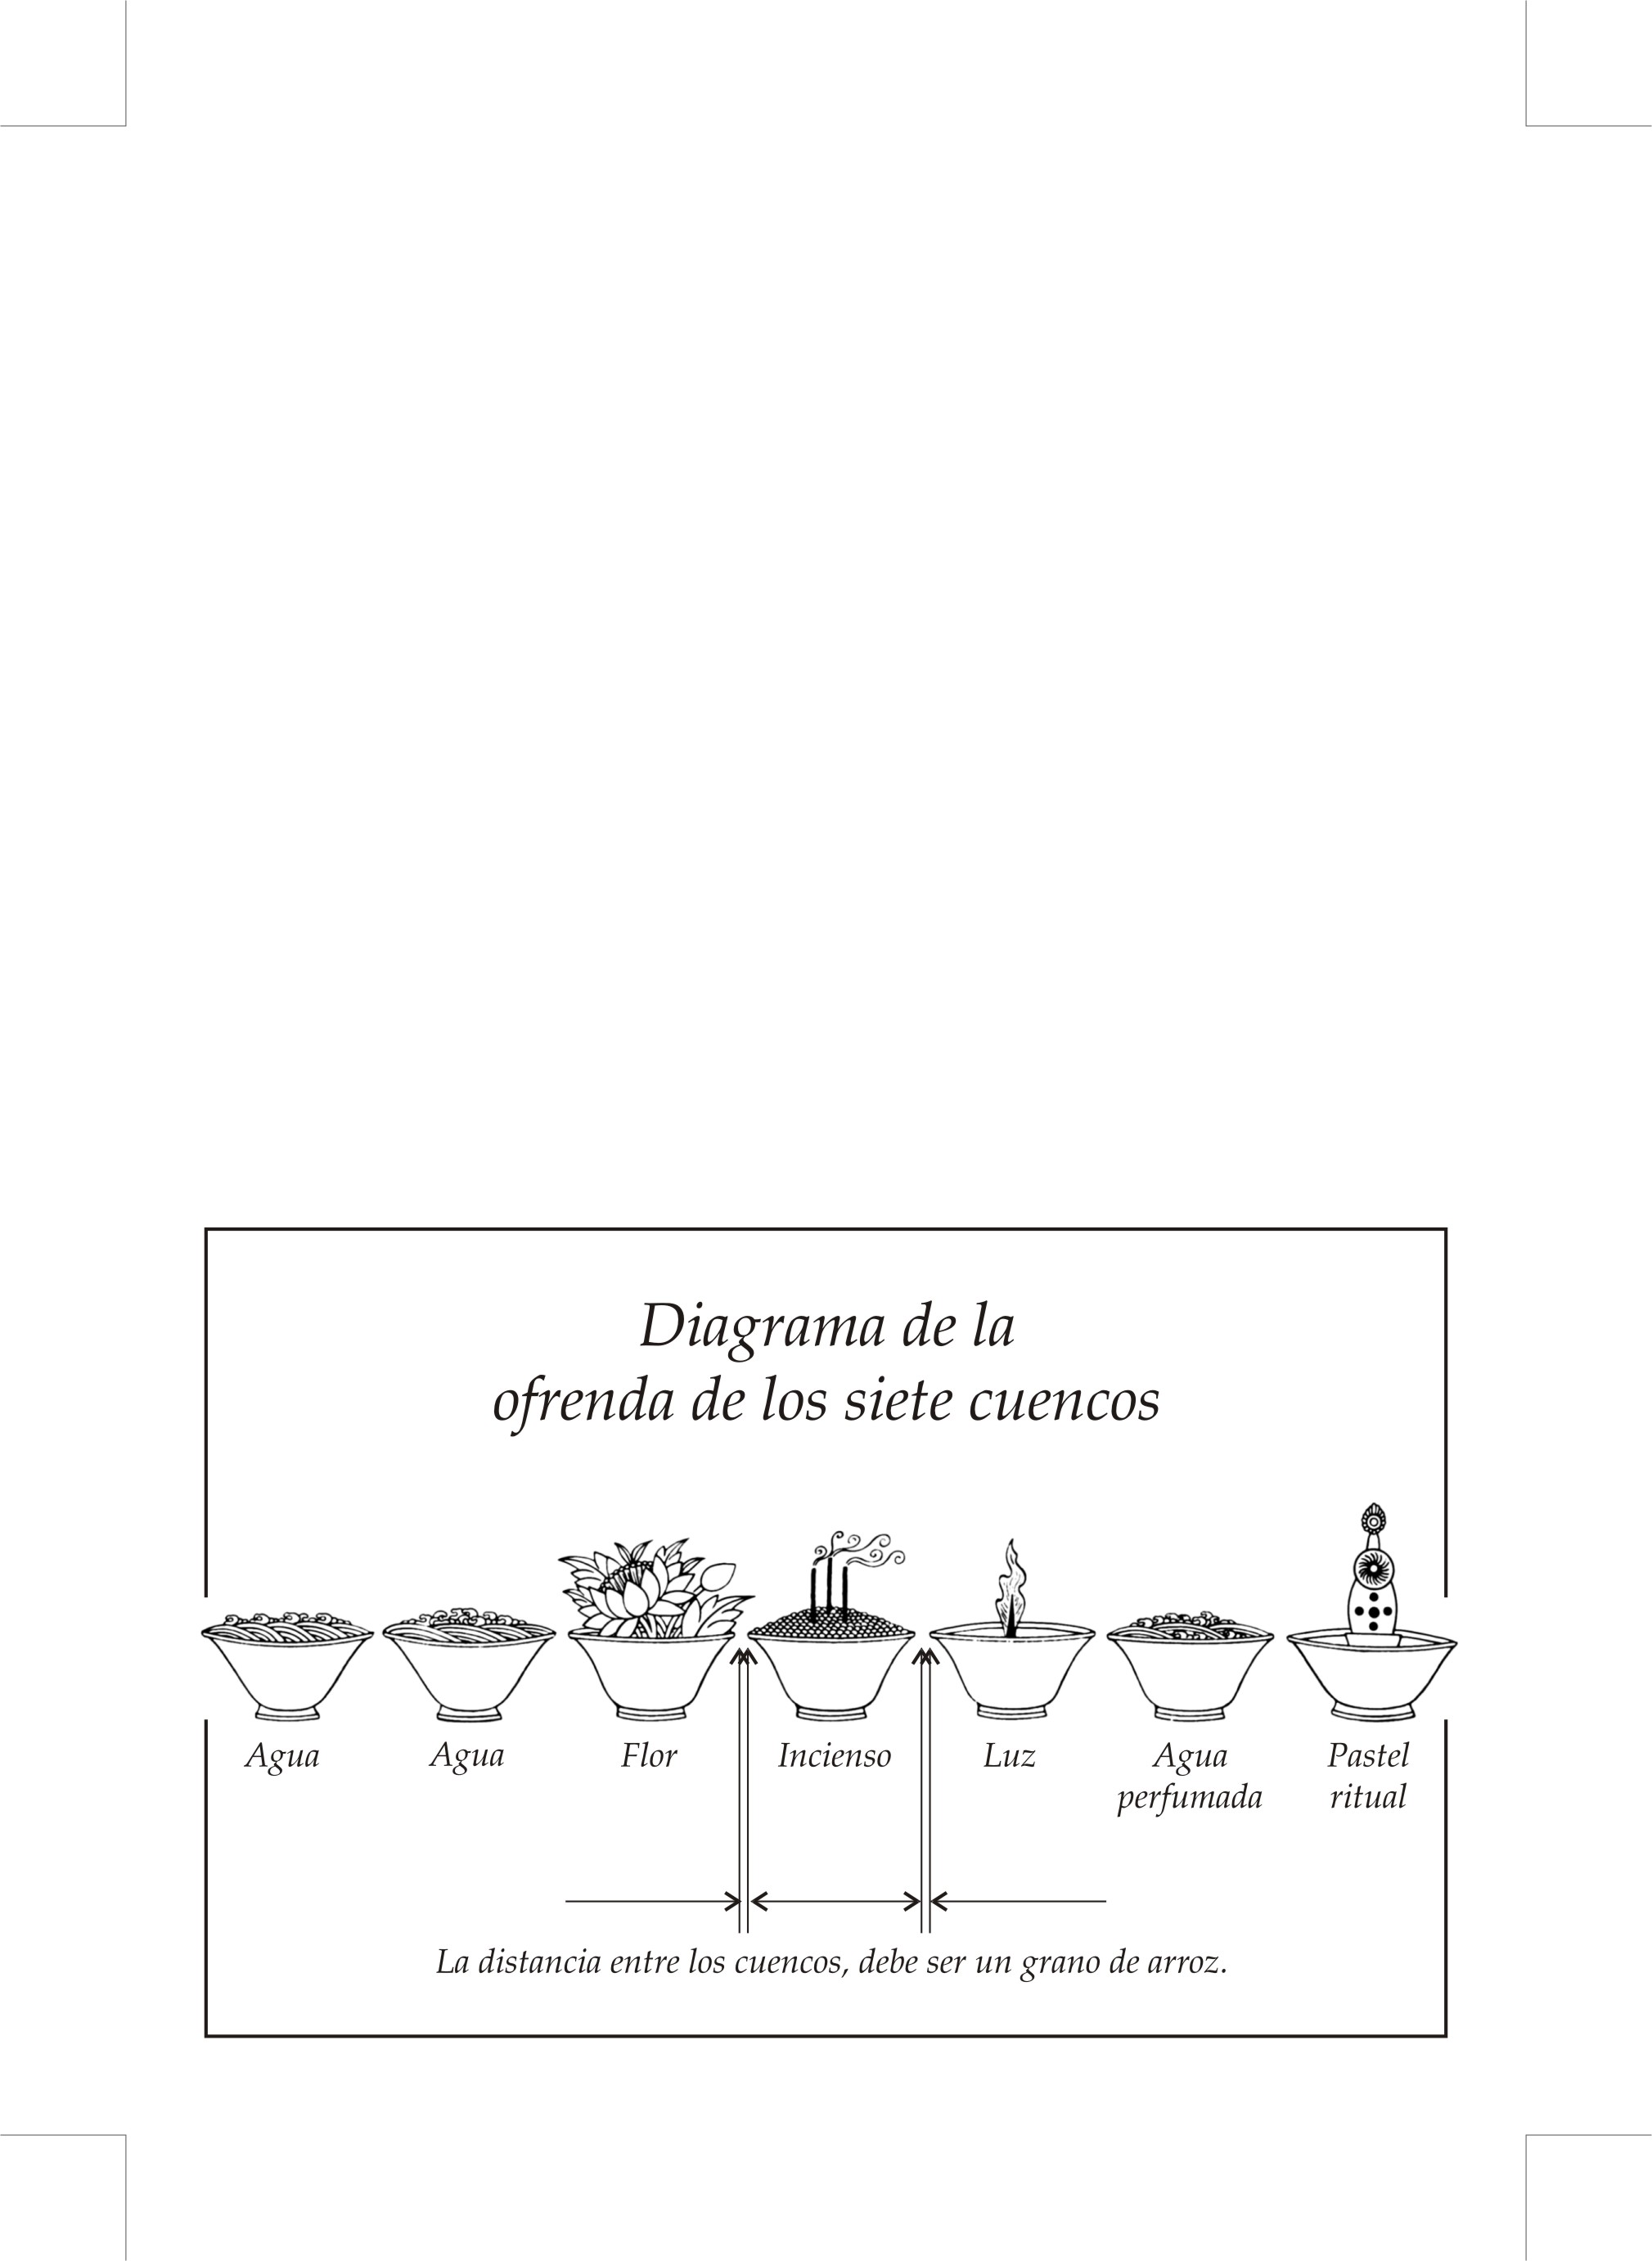 Diagrama de la
ofrenda de los siete cuencos
Agua
Agua
Flor
Incienso
Luz
Agua
perfumada
Pastel
ritual
La distancia entre los cuencos, debe ser un grano de arroz.